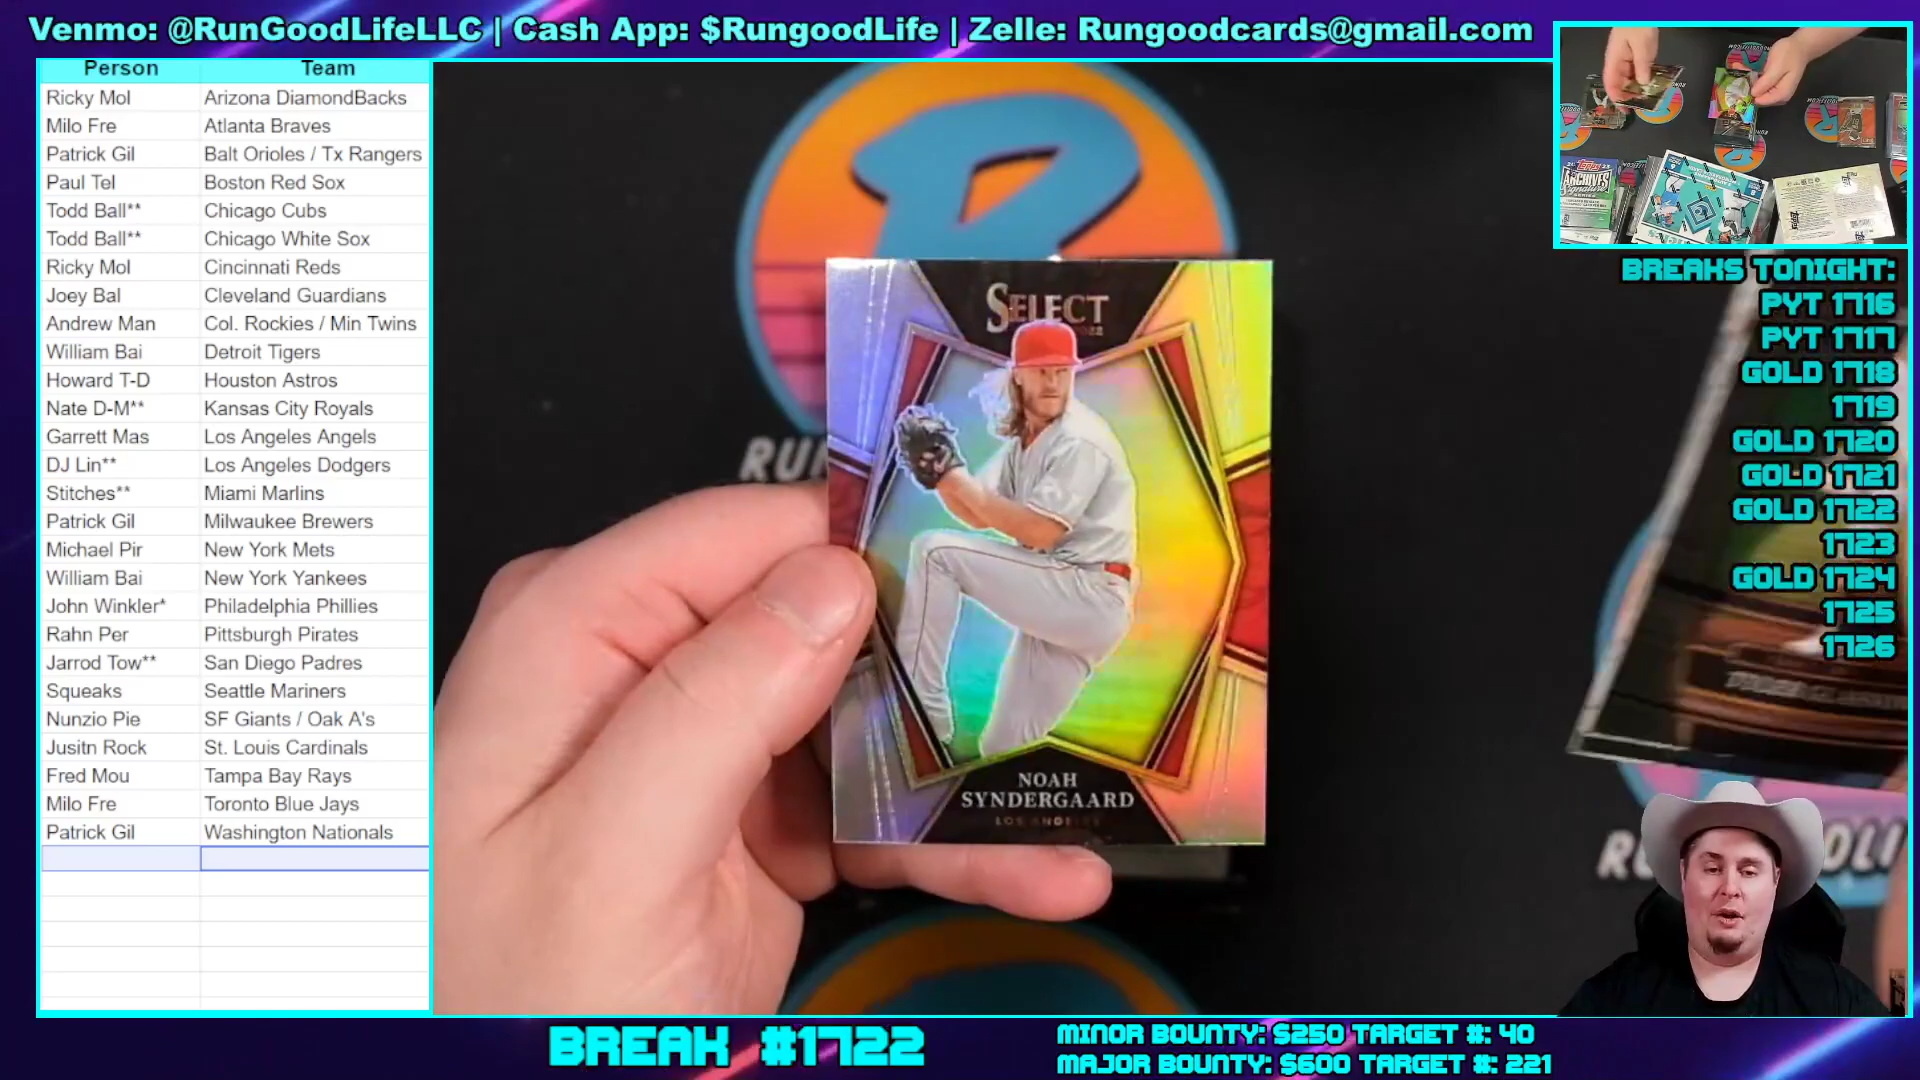 Venmo: @RunGoodLifeLLC | Cash App: $RungoodLife | Zelle: Rungoodcards@gmail.com
Person Team
Ricky Mol Arizona DiamondBacks
Milo Fre Atlanta Braves
Patrick Gil Balt Orioles / Tx Rangers
Paul Tel Boston Red Sox
Todd Ball** Chicago Cubs
Todd Ball** Chicago White Sox
Ricky Mol Cincinnati Reds
Joey Bal Cleveland Guardians
Andrew Man Col. Rockies / Min Twins
William Bai Detroit Tigers
Howard T-D Houston Astros
Nate D-M** Kansas City Royals
Garrett Mas Los Angeles Angels
DJ Lin** Los Angeles Dodgers
Stitches** Miami Marlins
Patrick Gil Milwaukee Brewers
Michael Pir New York Mets
William Bai New York Yankees
John Winkler* Philadelphia Phillies
Rahn Per Pittsburgh Pirates
Jarrod Tow** San Diego Padres
Squeaks Seattle Mariners
Nunzio Pie SF Giants / Oak A's
Jusitn Rock St. Louis Cardinals
Fred Mou Tampa Bay Rays
Milo Fre Toronto Blue Jays
Patrick Gil Washington Nationals
SELECT
NOAH
SYNDERGAARD
LOS ANGELES
Topps
ARCHIVES
Signature
BREAKS TONIGHT:
PYT 1716
PYT 1717
GOLD 1718
1719
GOLD 1720
GOLD 1721
GOLD 1722
1723
GOLD 1724
1725
1726
BREAK #1722
MINOR BOUNTY: $250 TARGET #: 40
MAJOR BOUNTY: $600 TARGET #: 221